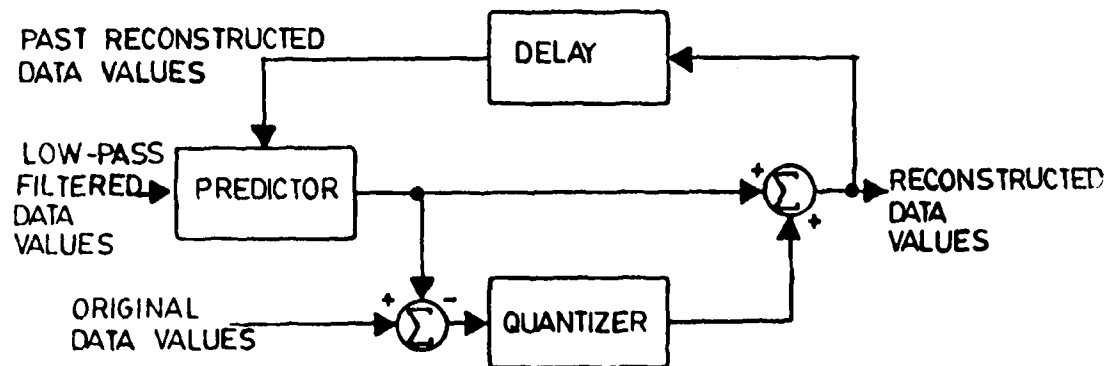 PAST RECONSTRUCTED
DATA VALUES
DELAY
LOW-PASS
FILTERED
DATA
VALUES
PREDICTOR
+
Σ
+
RECONSTRUCTED
DATA
VALUES
ORIGINAL
DATA VALUES
+
-
Σ
QUANTIZER